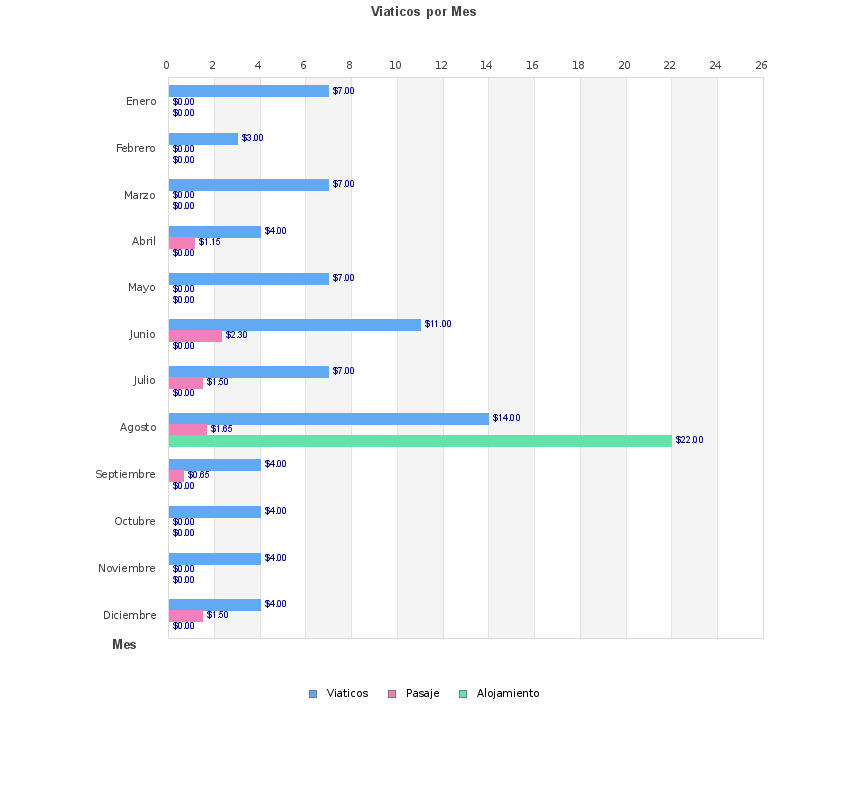 Viaticos por Mes
0 2 4 6 8 10 12 14 16 18 20 22 24 26
Enero
$7.00
$0.00
$0.00
Febrero
$3.00
$0.00
$0.00
Marzo
$7.00
$0.00
$0.00
Abril
$4.00
$1.15
$0.00
Mayo
$7.00
$0.00
$0.00
Junio
$11.00
$2.30
$0.00
Julio
$7.00
$1.50
$0.00
Agosto
$14.00
$1.65
$22.00
Septiembre
$4.00
$0.65
$0.00
Octubre
$4.00
$0.00
$0.00
Noviembre
$4.00
$0.00
$0.00
Diciembre
$4.00
$1.50
$0.00
Mes
Viaticos Pasaje Alojamiento